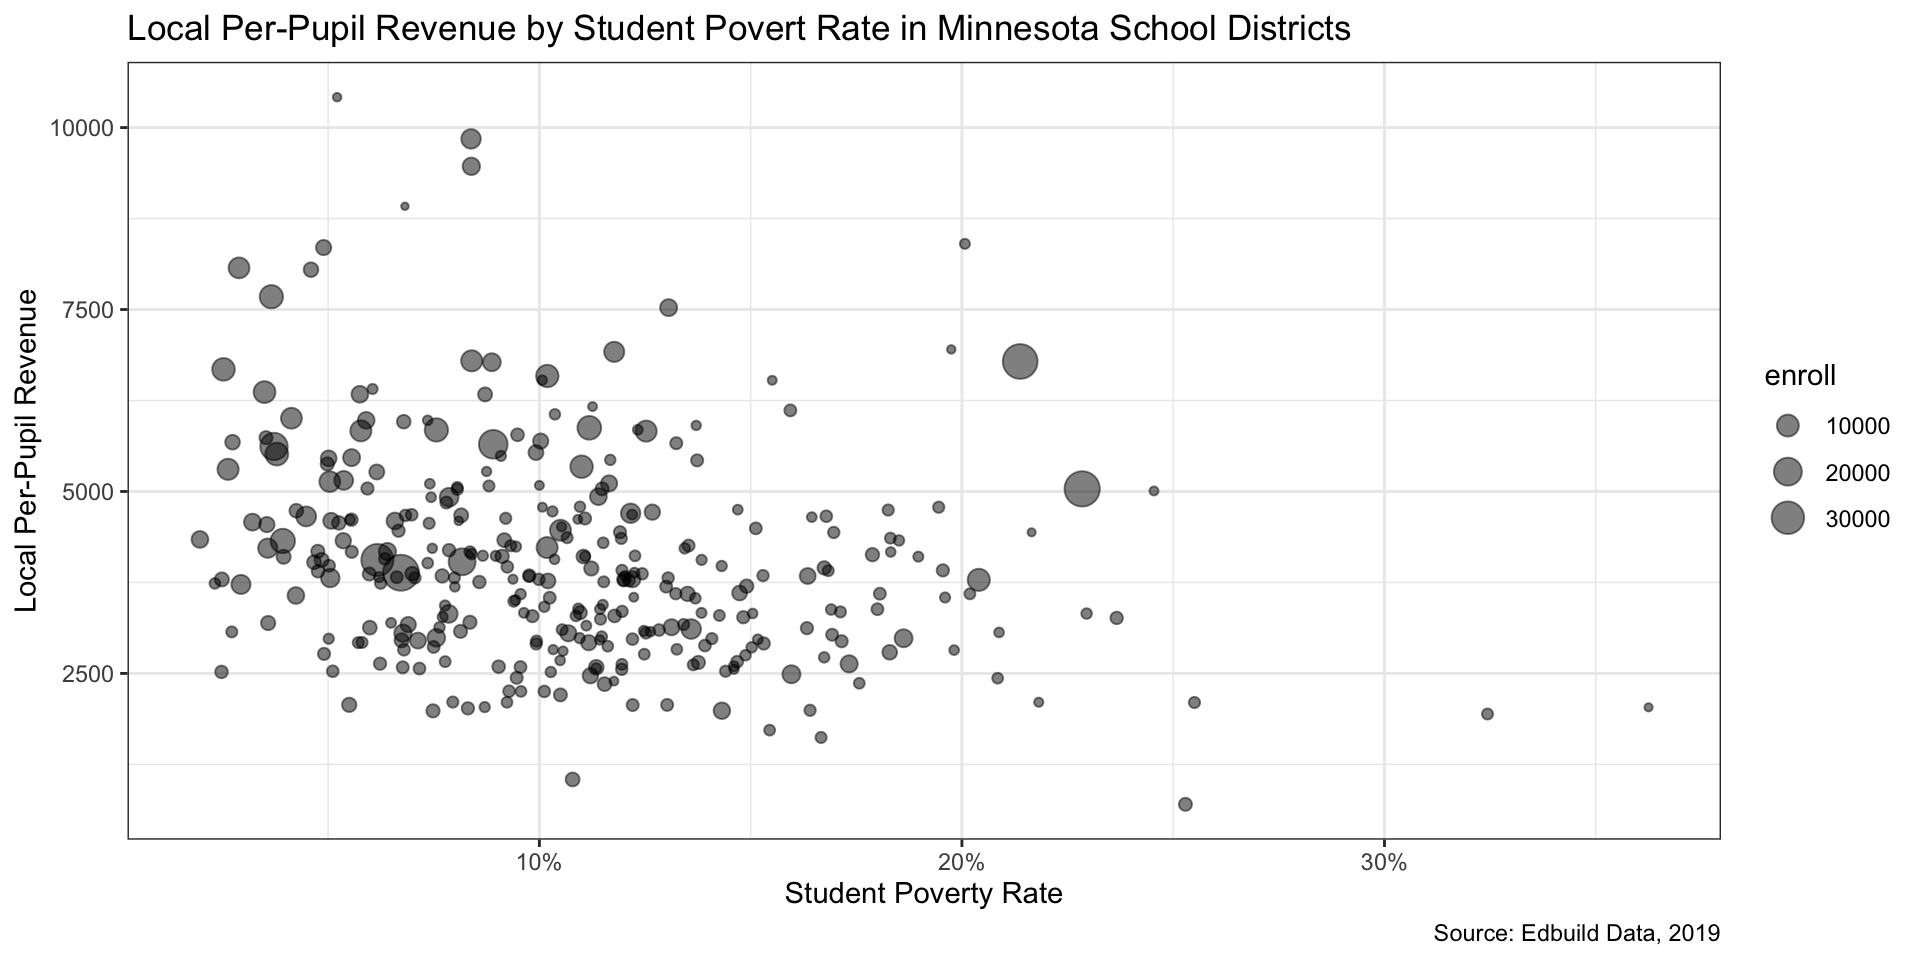 Local Per-Pupil Revenue by Student Povert Rate in Minnesota School Districts
Local Per-Pupil Revenue
10000
7500
5000
2500
10%
20%
30%
Student Poverty Rate
enroll
10000
20000
30000
Source: Edbuild Data, 2019